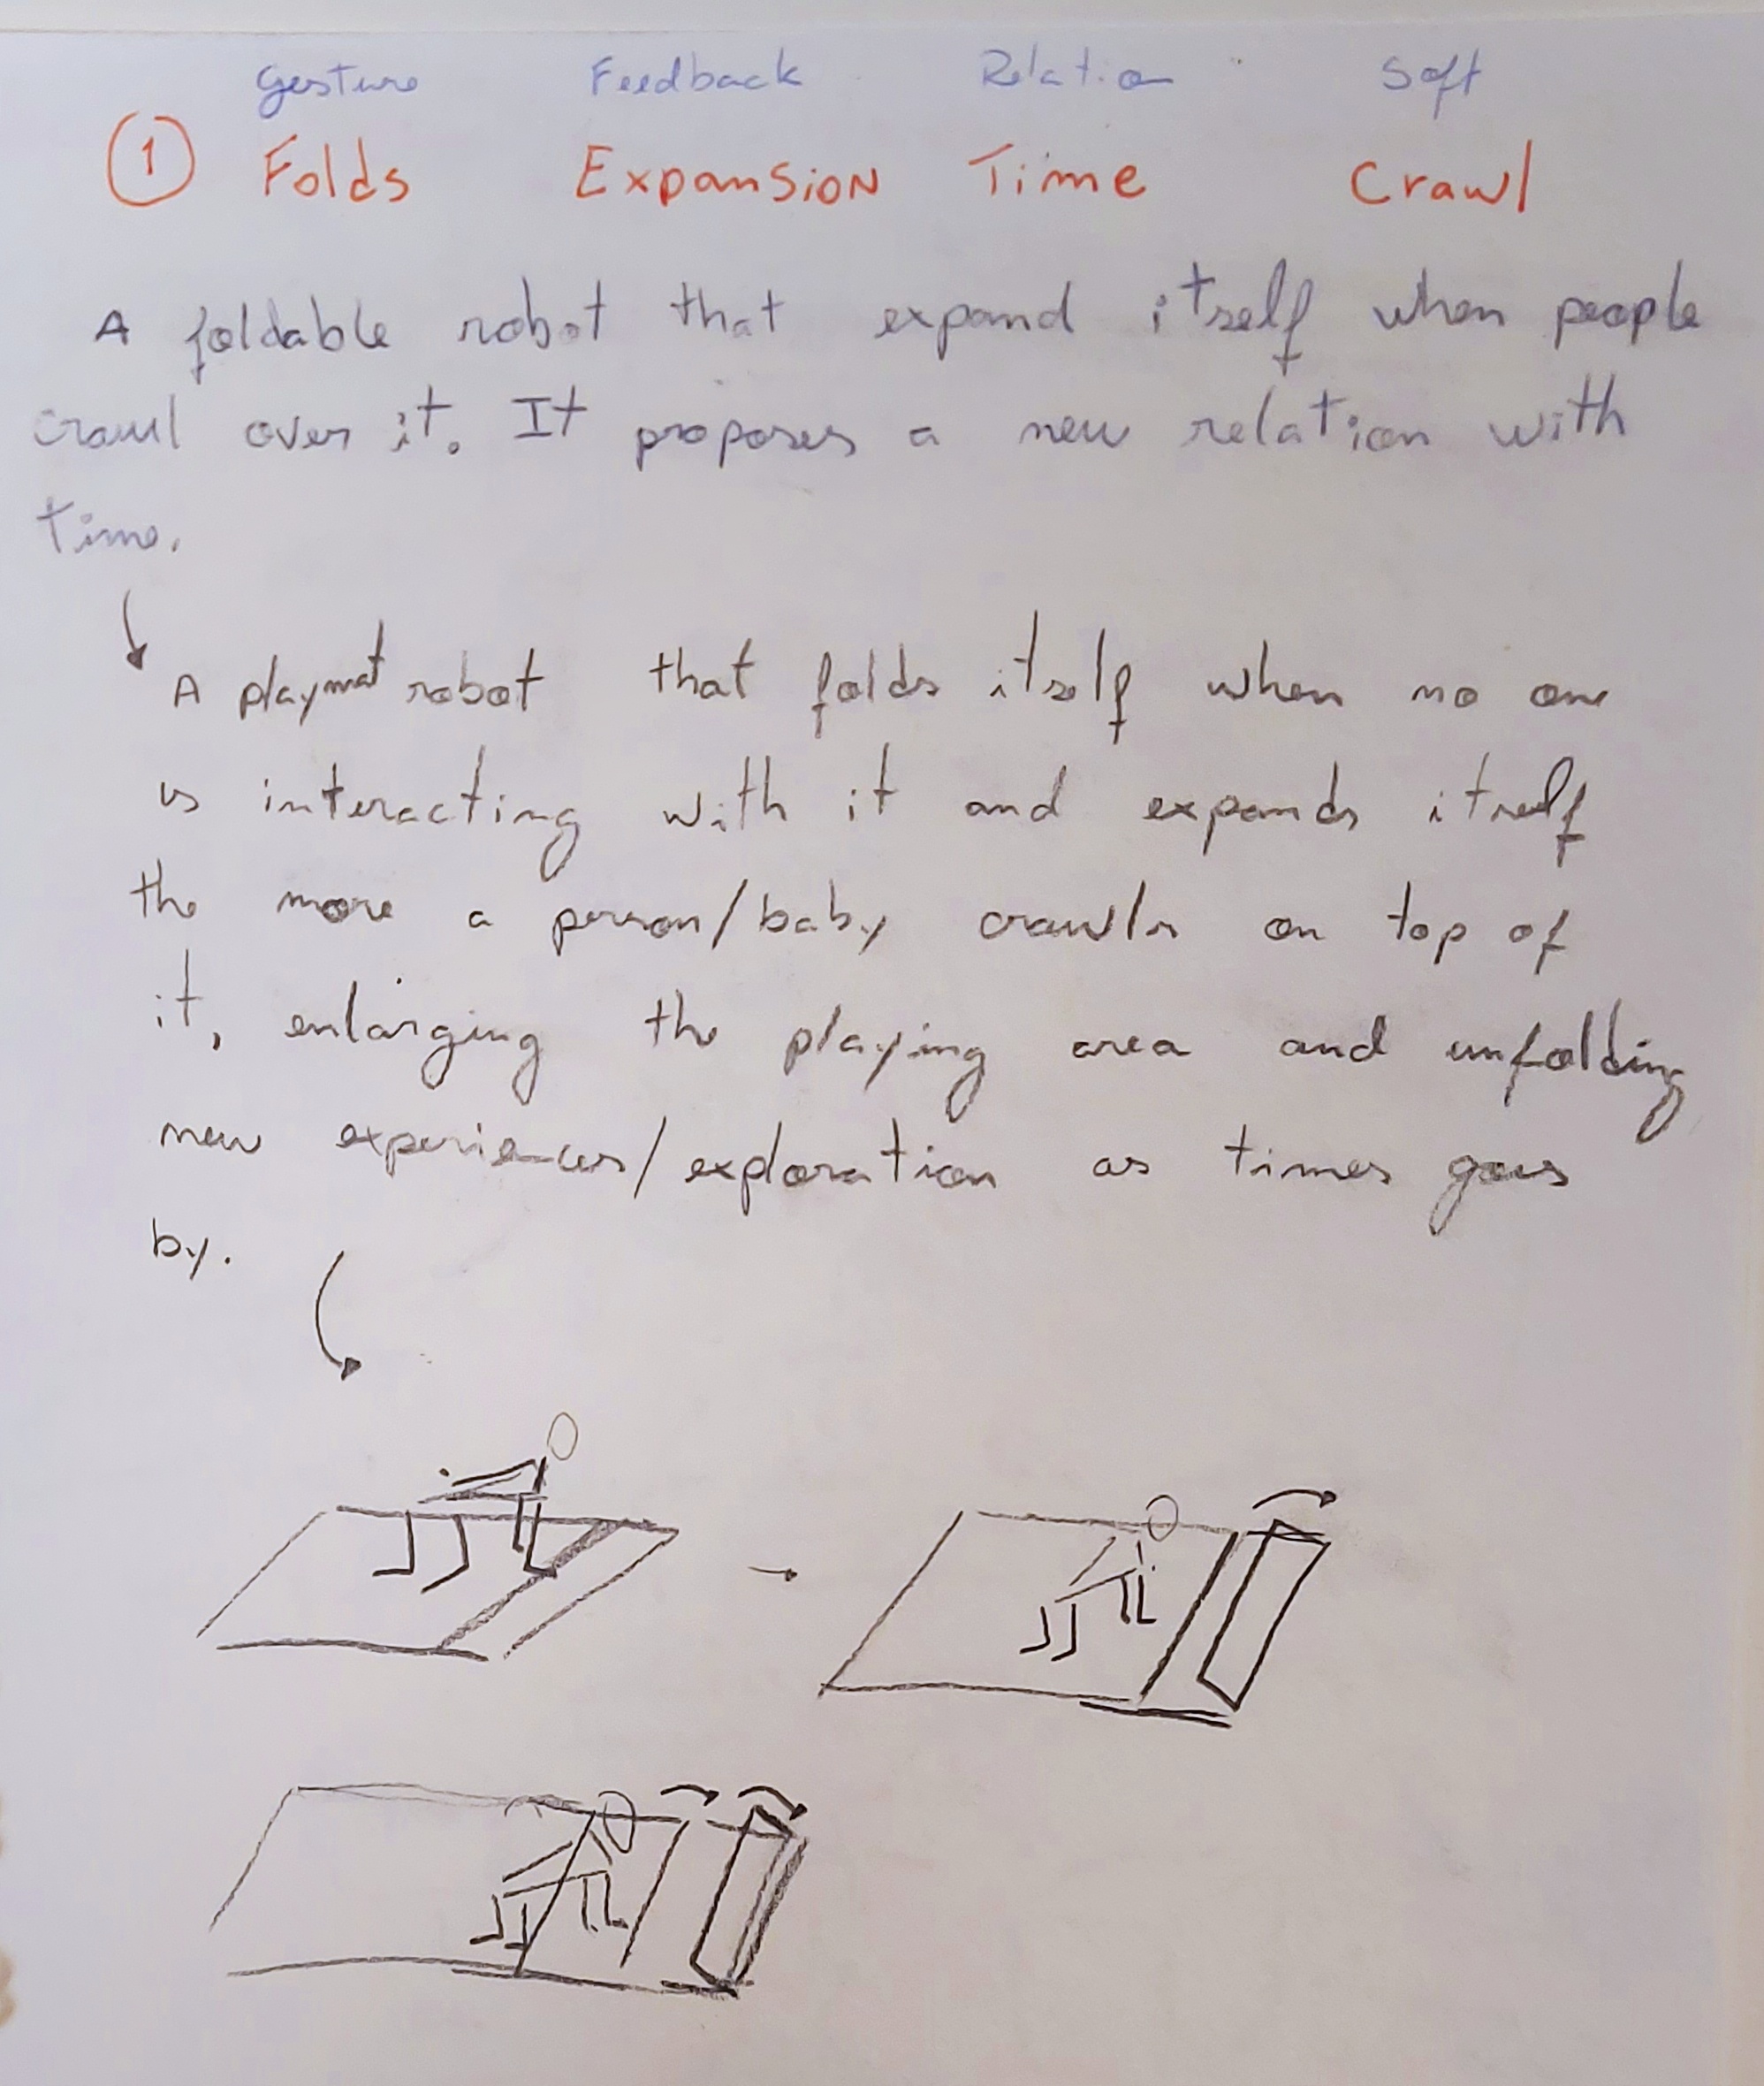 Gesture Feedback Relation Soft
1 Folds Expansion Time Crawl
A foldable robot that expand itself when people
crawl over it. It proposes a new relation with
time.
A playmat robot that folds itself when no one
is interacting with it and expands itself
the more a person/baby crawls on top of
it, enlarging the playing area and unfolding
new experiences/exploration as times goes
by.